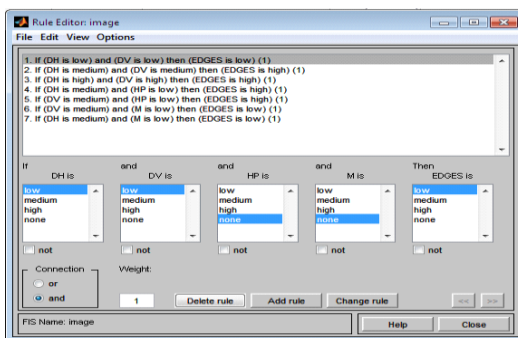 Rule Editor: image
File Edit View Options
1. If (DH is low) and (DV is low) then (EDGES is low) (1)
2. If (DH is medium) and (DV is medium) then (EDGES is high) (1)
3. If (DH is high) and (DV is high) then (EDGES is high) (1)
4. If (DH is medium) and (HP is low) then (EDGES is high) (1)
5. If (DV is medium) and (HP is low) then (EDGES is high) (1)
6. If (DV is medium) and (M is low) then (EDGES is low) (1)
7. If (DH is medium) and (M is low) then (EDGES is low) (1)
If and and and Then
DH is DV is HP is M is EDGES is
low low low low low
medium medium medium medium medium
high high high high high
none none none none none
not not not not not
Connection Weight:
or
and 1 Delete rule Add rule Change rule << >>
FIS Name: image Help Close